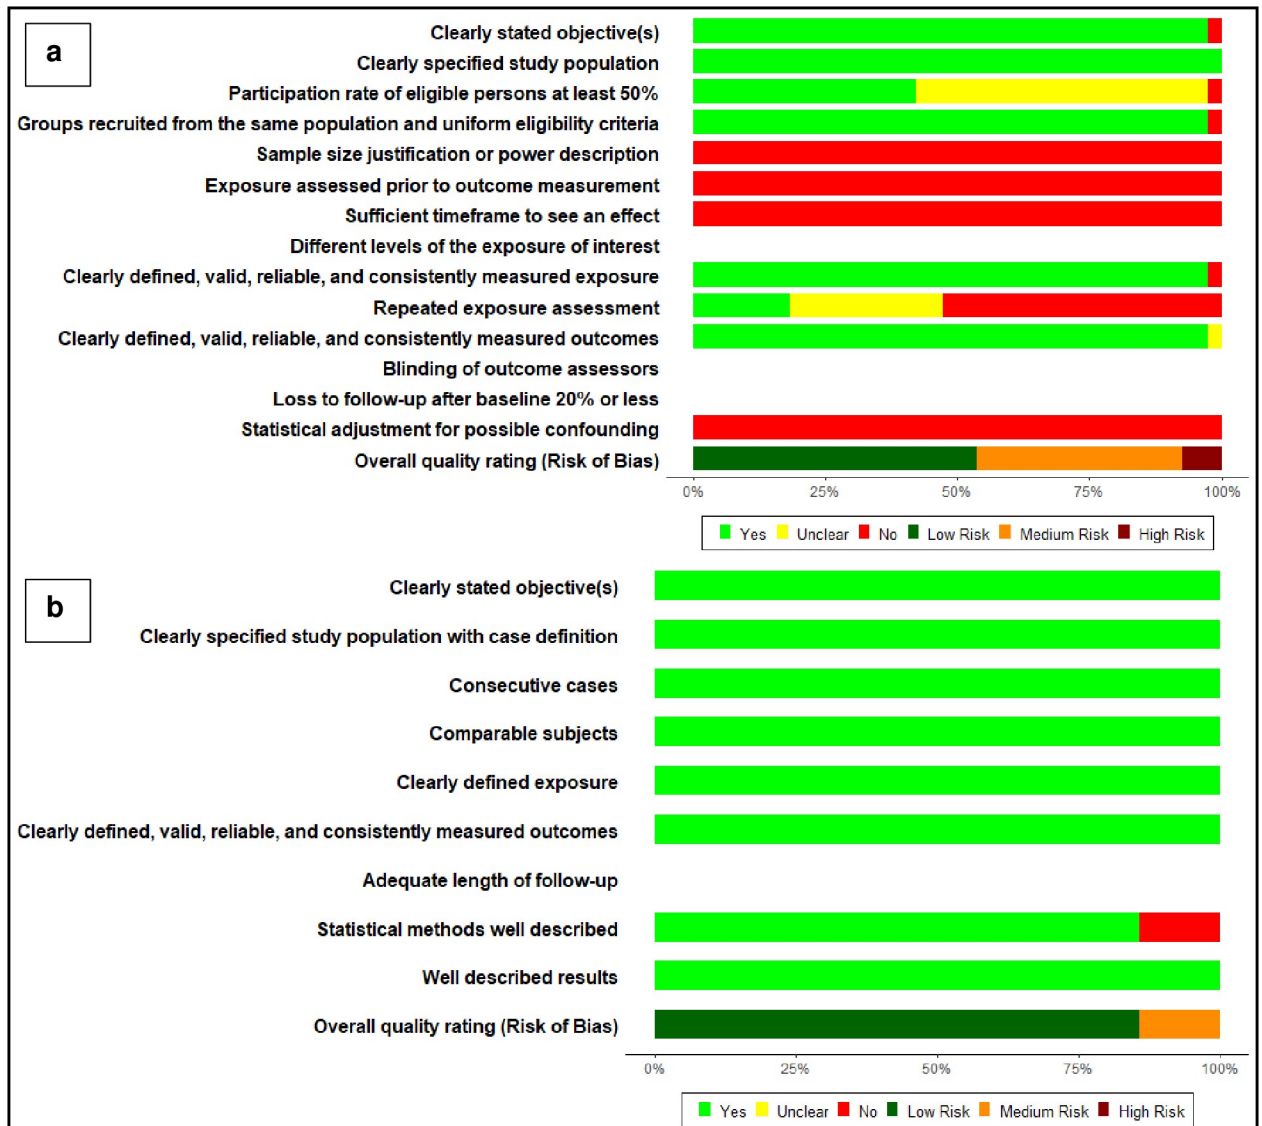 a
Clearly stated objective(s)
Clearly specified study population
Participation rate of eligible persons at least 50%
Groups recruited from the same population and uniform eligibility criteria
Sample size justification or power description
Exposure assessed prior to outcome measurement
Sufficient timeframe to see an effect
Different levels of the exposure of interest
Clearly defined, valid, reliable, and consistently measured exposure
Repeated exposure assessment
Clearly defined, valid, reliable, and consistently measured outcomes
Blinding of outcome assessors
Loss to follow-up after baseline 20% or less
Statistical adjustment for possible confounding
Overall quality rating (Risk of Bias)
0% 25% 50% 75% 100%
Yes Unclear No Low Risk Medium Risk High Risk
b
Clearly stated objective(s)
Clearly specified study population with case definition
Consecutive cases
Comparable subjects
Clearly defined exposure
Clearly defined, valid, reliable, and consistently measured outcomes
Adequate length of follow-up
Statistical methods well described
Well described results
Overall quality rating (Risk of Bias)
0% 25% 50% 75% 100%
Yes Unclear No Low Risk Medium Risk High Risk